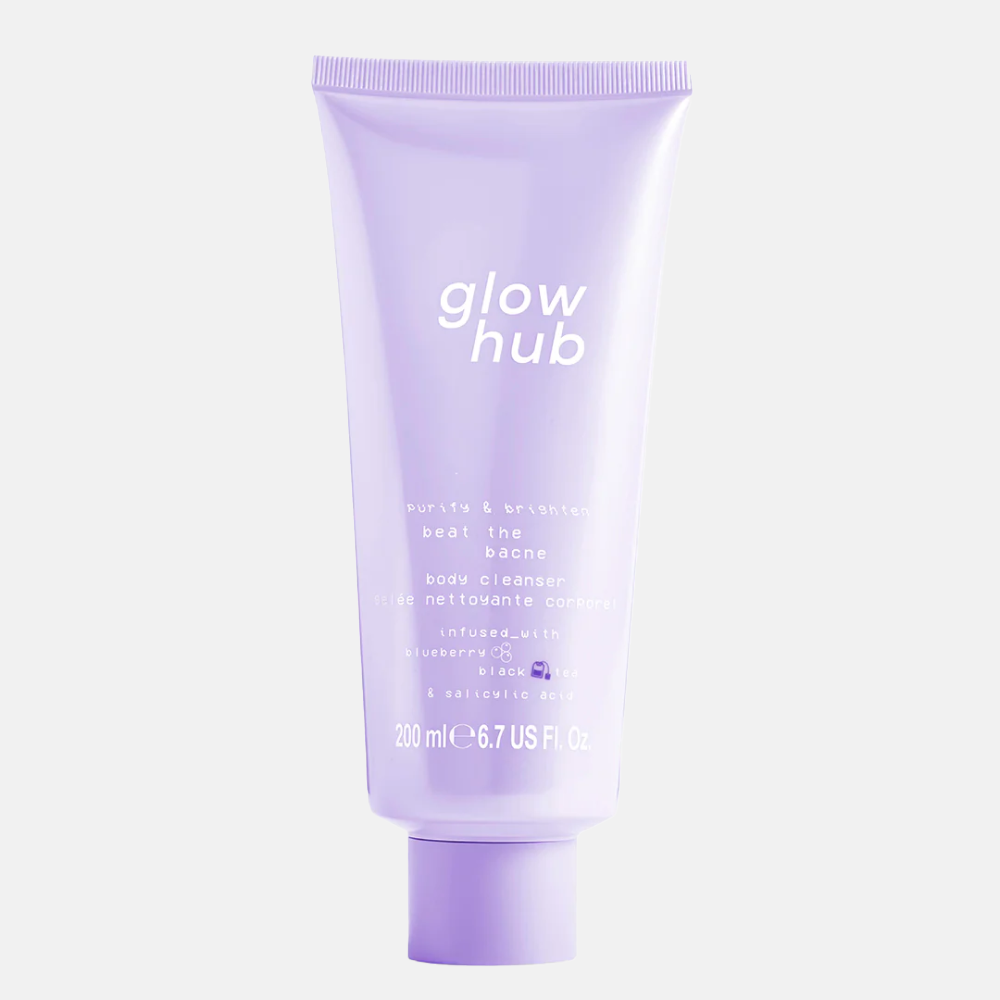 glow
hub
purify & brighten
beat the
bacne
body cleanser
gelée nettoyante corporel
infused_with
blueberry
black tea
& salicylic acid
200 ml ℮ 6.7 US Fl. Oz.